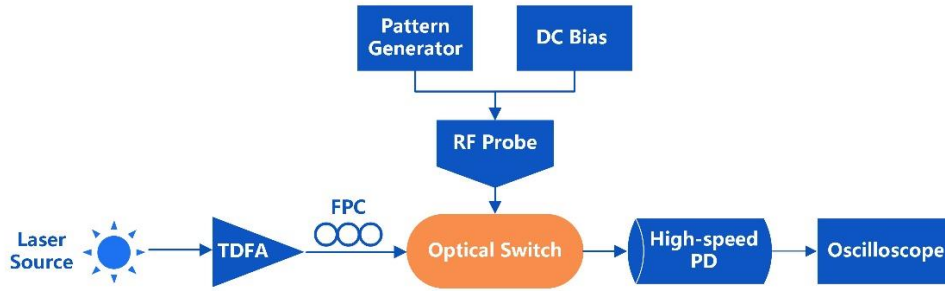 Pattern
Generator
DC Bias
RF Probe
FPC
Laser
Source
TDFA
Optical Switch
High-speed
PD
Oscilloscope